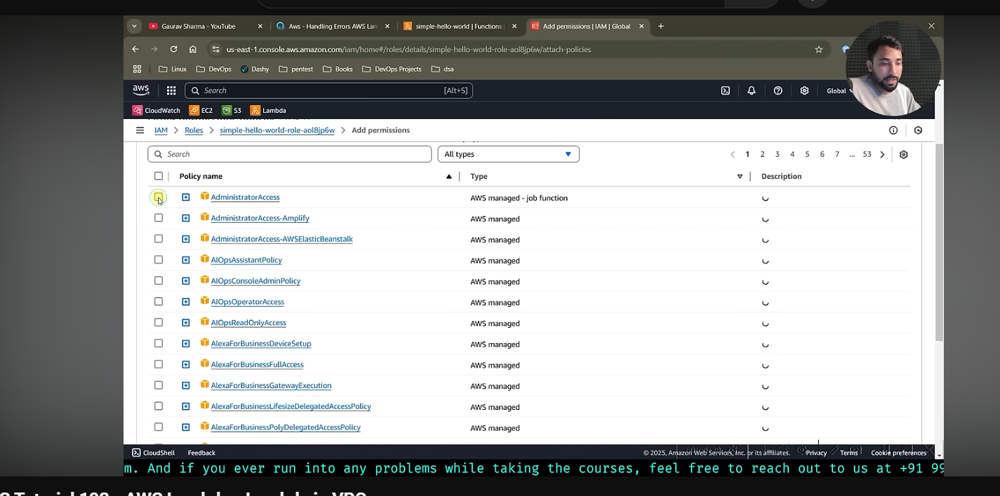 Gaurav Sharma - YouTube
Aws - Handling Errors AWS Lam
simple-hello-world | Functions
Add permissions | IAM | Global
us-east-1.console.aws.amazon.com/iam/home#/roles/details/simple-hello-world-role-aol8jp6w/attach-policies
Linux DevOps Dashy pentest Books DevOps Projects dsa
aws Search [Alt+S] Global
CloudWatch EC2 S3 Lambda
IAM Roles simple-hello-world-role-aol8jp6w Add permissions
Search All types 1 2 3 4 5 6 7 ... 53
Policy name Type Description
AdministratorAccess AWS managed - job function
AdministratorAccess-Amplify AWS managed
AdministratorAccess-AWSElasticBeanstalk AWS managed
AIOpsAssistantPolicy AWS managed
AIOpsConsoleAdminPolicy AWS managed
AIOpsOperatorAccess AWS managed
AIOpsReadOnlyAccess AWS managed
AlexaForBusinessDeviceSetup AWS managed
AlexaForBusinessFullAccess AWS managed
AlexaForBusinessGatewayExecution AWS managed
AlexaForBusinessLifesizeDelegatedAccessPolicy AWS managed
AlexaForBusinessPolyDelegatedAccessPolicy AWS managed
CloudShell Feedback © 2025, Amazon Web Services, Inc. or its affiliates. Privacy Terms Cookie preferences
m. And if you ever run into any problems while taking the courses, feel free to reach out to us at +91 99